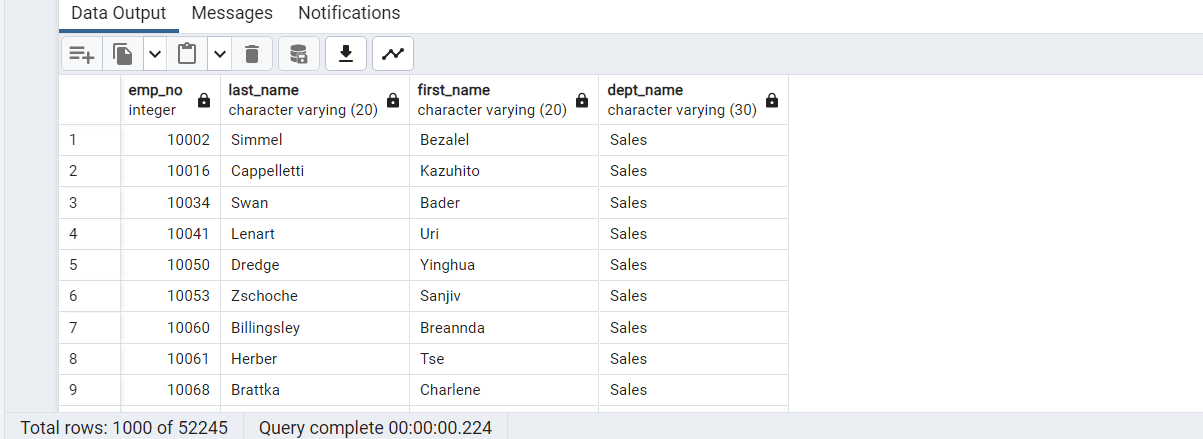 Data Output Messages Notifications
emp_no last_name first_name dept_name
integer character varying (20) character varying (20) character varying (30)
1 10002 Simmel Bezalel Sales
2 10016 Cappelletti Kazuhito Sales
3 10034 Swan Bader Sales
4 10041 Lenart Uri Sales
5 10050 Dredge Yinghua Sales
6 10053 Zschoche Sanjiv Sales
7 10060 Billingsley Breannda Sales
8 10061 Herber Tse Sales
9 10068 Brattka Charlene Sales
Total rows: 1000 of 52245 Query complete 00:00:00.224